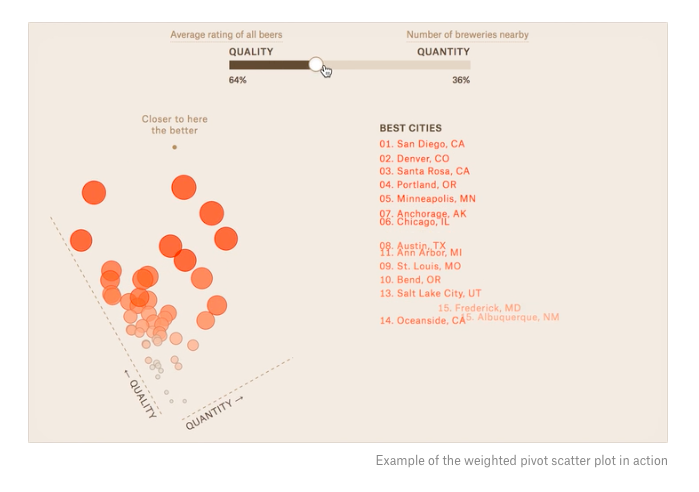 Average rating of all beers
Number of breweries nearby
QUALITY
QUANTITY
64%
36%
Closer to here
the better
BEST CITIES
01. San Diego, CA
02. Denver, CO
03. Santa Rosa, CA
04. Portland, OR
05. Minneapolis, MN
07. Anchorage, AK
06. Chicago, IL
08. Austin, TX
11. Ann Arbor, MI
09. St. Louis, MO
10. Bend, OR
13. Salt Lake City, UT
15. Frederick, MD
15. Albuquerque, NM
14. Oceanside, CA
← QUALITY
QUANTITY →
Example of the weighted pivot scatter plot in action